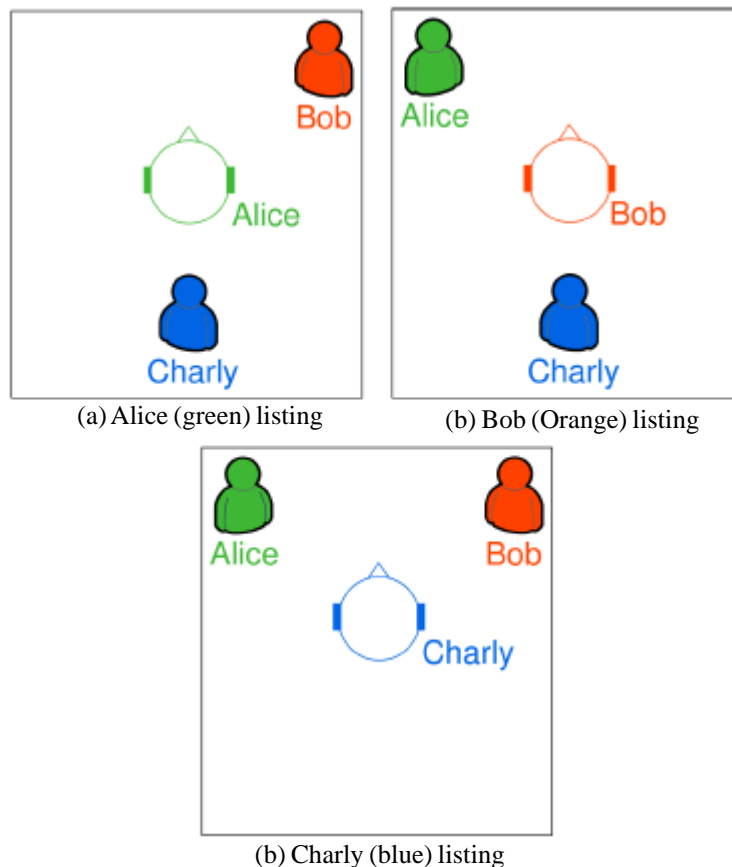 Bob
Alice
Charly
(a) Alice (green) listing
Alice
Bob
Charly
(b) Bob (Orange) listing
Alice
Bob
Charly
(b) Charly (blue) listing